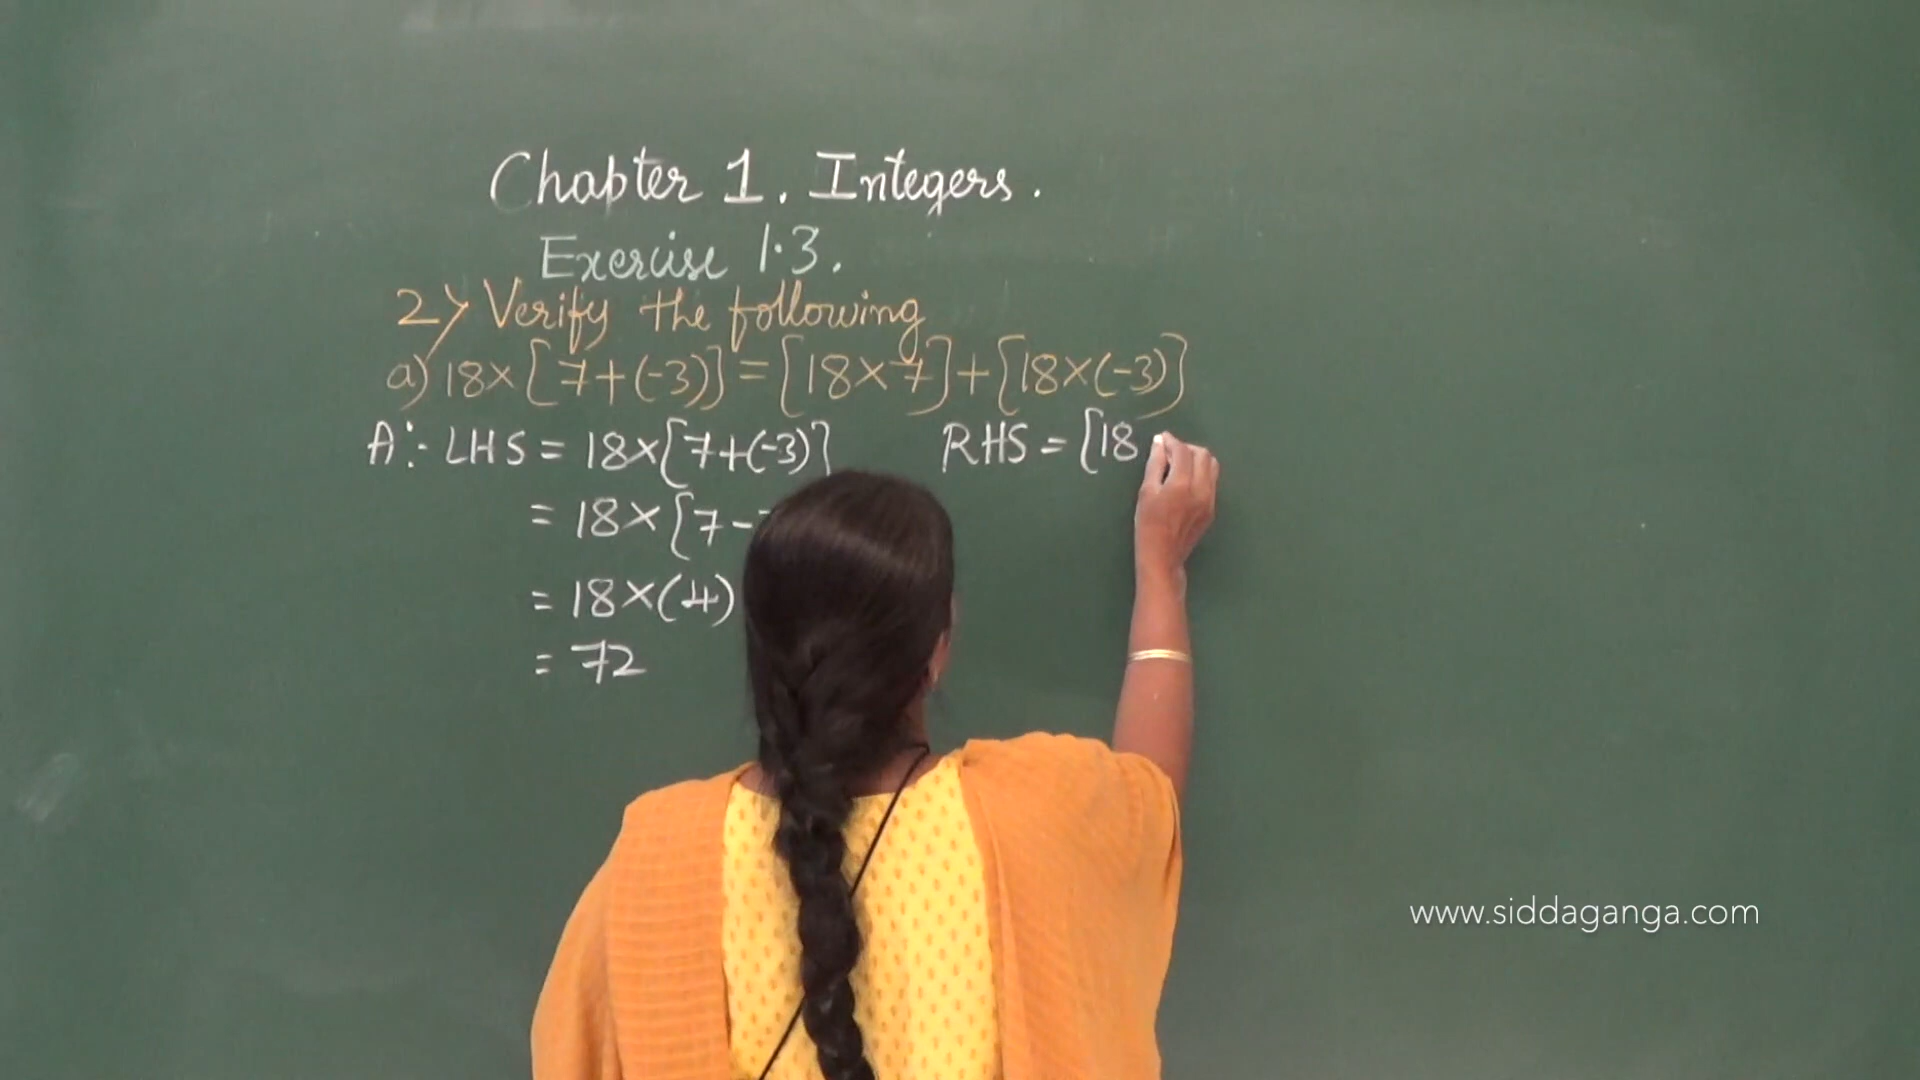 Chapter 1. Integers.
Exercise 1.3.
2) Verify the following
a) 18×[7+(-3)] = [18×7]+[18×(-3)]
A:- LHS = 18×[7+(-3)]
= 18×[7-
= 18×(4)
= 72
RHS = [18
www.siddaganga.com